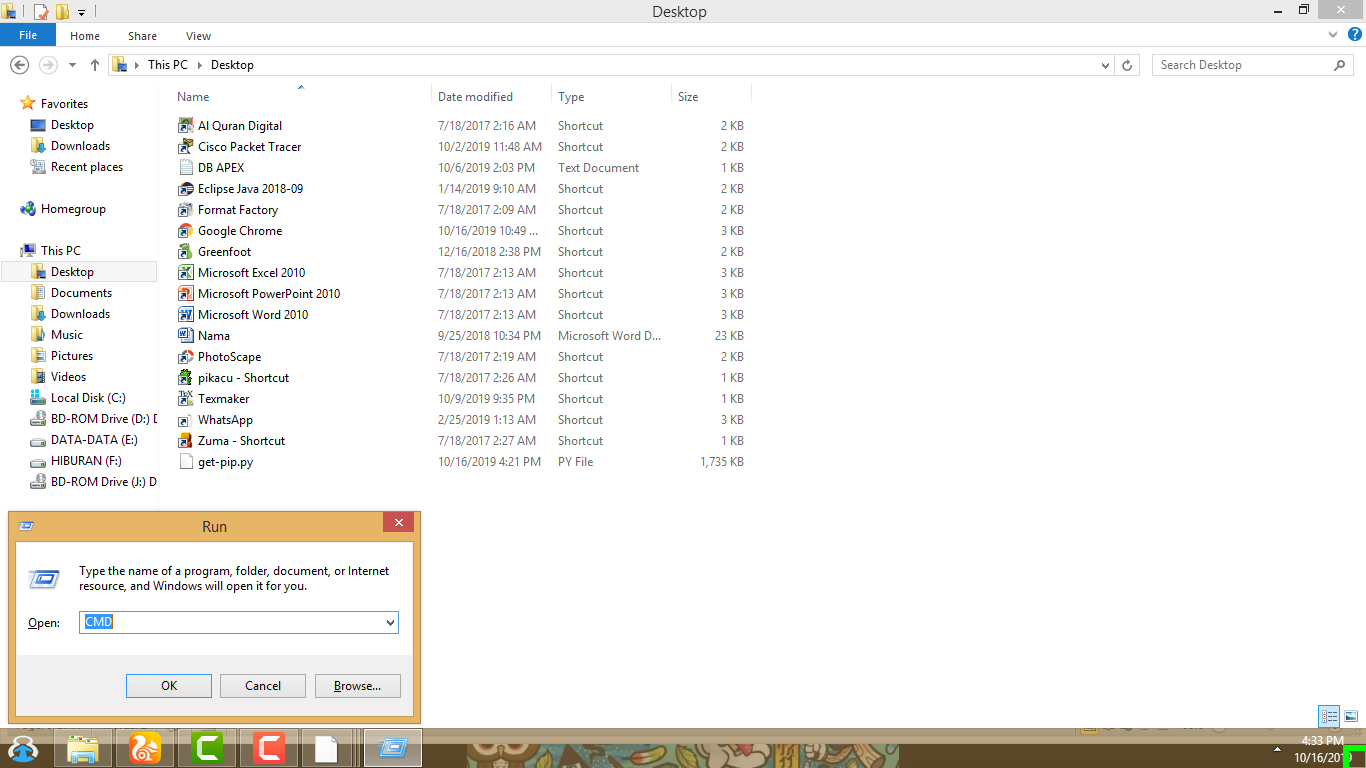 Desktop
File Home Share View
This PC Desktop
Search Desktop
Name Date modified Type Size
Favorites
Desktop
Downloads
Recent places
Homegroup
This PC
Desktop
Documents
Downloads
Music
Pictures
Videos
Local Disk (C:)
BD-ROM Drive (D:) D
DATA-DATA (E:)
HIBURAN (F:)
BD-ROM Drive (J:) D
Al Quran Digital 7/18/2017 2:16 AM Shortcut 2 KB
Cisco Packet Tracer 10/2/2019 11:48 AM Shortcut 2 KB
DB APEX 10/6/2019 2:03 PM Text Document 1 KB
Eclipse Java 2018-09 1/14/2019 9:10 AM Shortcut 2 KB
Format Factory 7/18/2017 2:09 AM Shortcut 2 KB
Google Chrome 10/16/2019 10:49 ... Shortcut 3 KB
Greenfoot 12/16/2018 2:38 PM Shortcut 2 KB
Microsoft Excel 2010 7/18/2017 2:13 AM Shortcut 3 KB
Microsoft PowerPoint 2010 7/18/2017 2:13 AM Shortcut 3 KB
Microsoft Word 2010 7/18/2017 2:13 AM Shortcut 3 KB
Nama 9/25/2018 10:34 PM Microsoft Word D... 23 KB
PhotoScape 7/18/2017 2:19 AM Shortcut 2 KB
pikacu - Shortcut 7/18/2017 2:26 AM Shortcut 1 KB
Texmaker 10/9/2019 9:35 PM Shortcut 1 KB
WhatsApp 2/25/2019 1:13 AM Shortcut 3 KB
Zuma - Shortcut 7/18/2017 2:27 AM Shortcut 1 KB
get-pip.py 10/16/2019 4:21 PM PY File 1,735 KB
Run
Type the name of a program, folder, document, or Internet
resource, and Windows will open it for you.
Open: CMD
OK Cancel Browse...
4:33 PM
10/16/2019